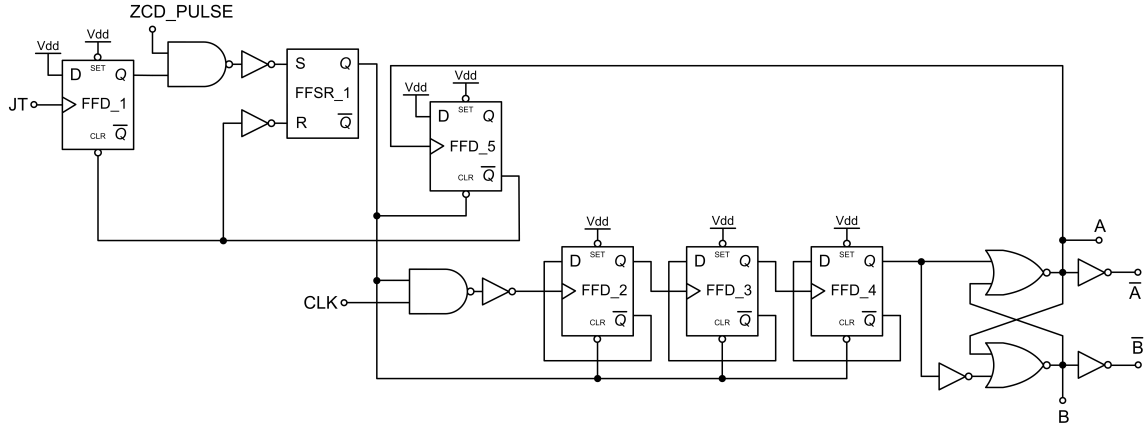 ZCD_PULSE
Vdd
Vdd
D
SET
Q
JT
FFD_1
CLR
Q̅
S
Q
FFSR_1
R
Q̅
Vdd
Vdd
D
SET
Q
FFD_5
CLR
Q̅
CLK
Vdd
D
SET
Q
FFD_2
CLR
Q̅
Vdd
D
SET
Q
FFD_3
CLR
Q̅
Vdd
D
SET
Q
FFD_4
CLR
Q̅
A
A̅
B̅
B